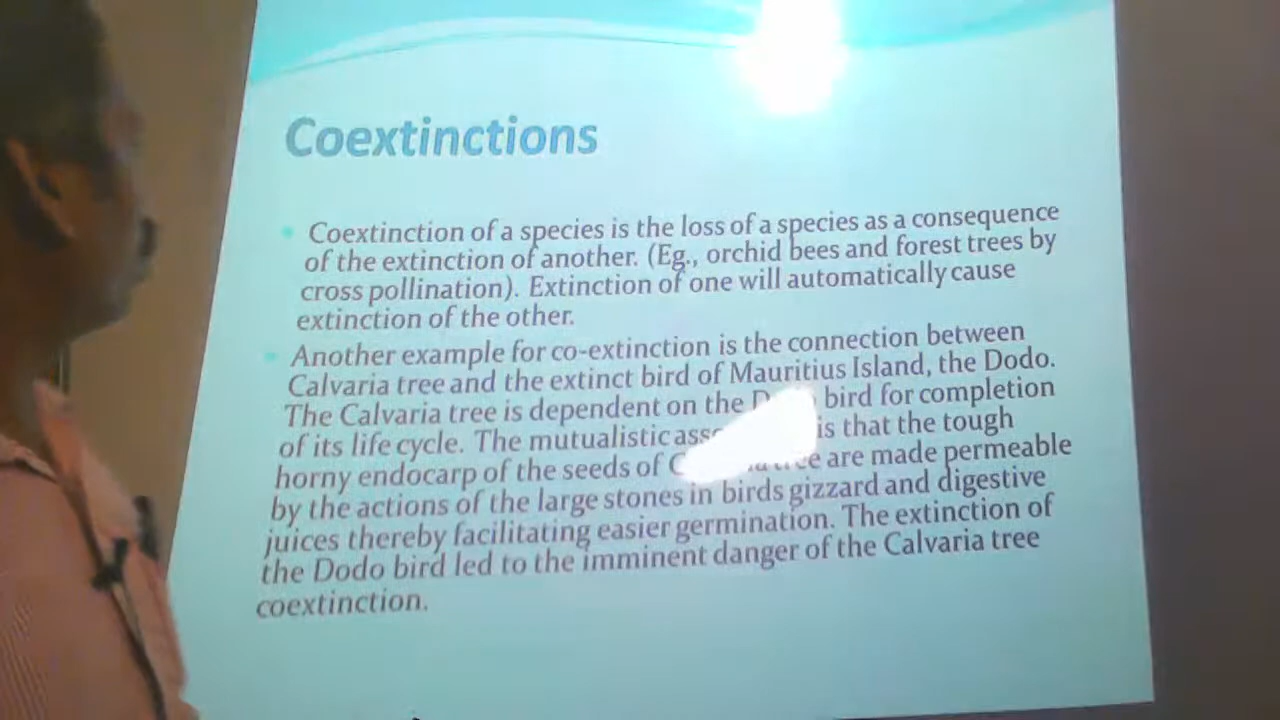 Coextinctions
Coextinction of a species is the loss of a species as a consequence
of the extinction of another. (Eg., orchid bees and forest trees by
cross pollination). Extinction of one will automatically cause
extinction of the other.
Another example for co-extinction is the connection between
Calvaria tree and the extinct bird of Mauritius Island, the Dodo.
The Calvaria tree is dependent on the bird for completion
of its life cycle. The mutualistic is that the tough
horny endocarp of the seeds of tree are made permeable
by the actions of the large stones in birds gizzard and digestive
juices thereby facilitating easier germination. The extinction of
the Dodo bird led to the imminent danger of the Calvaria tree
coextinction.